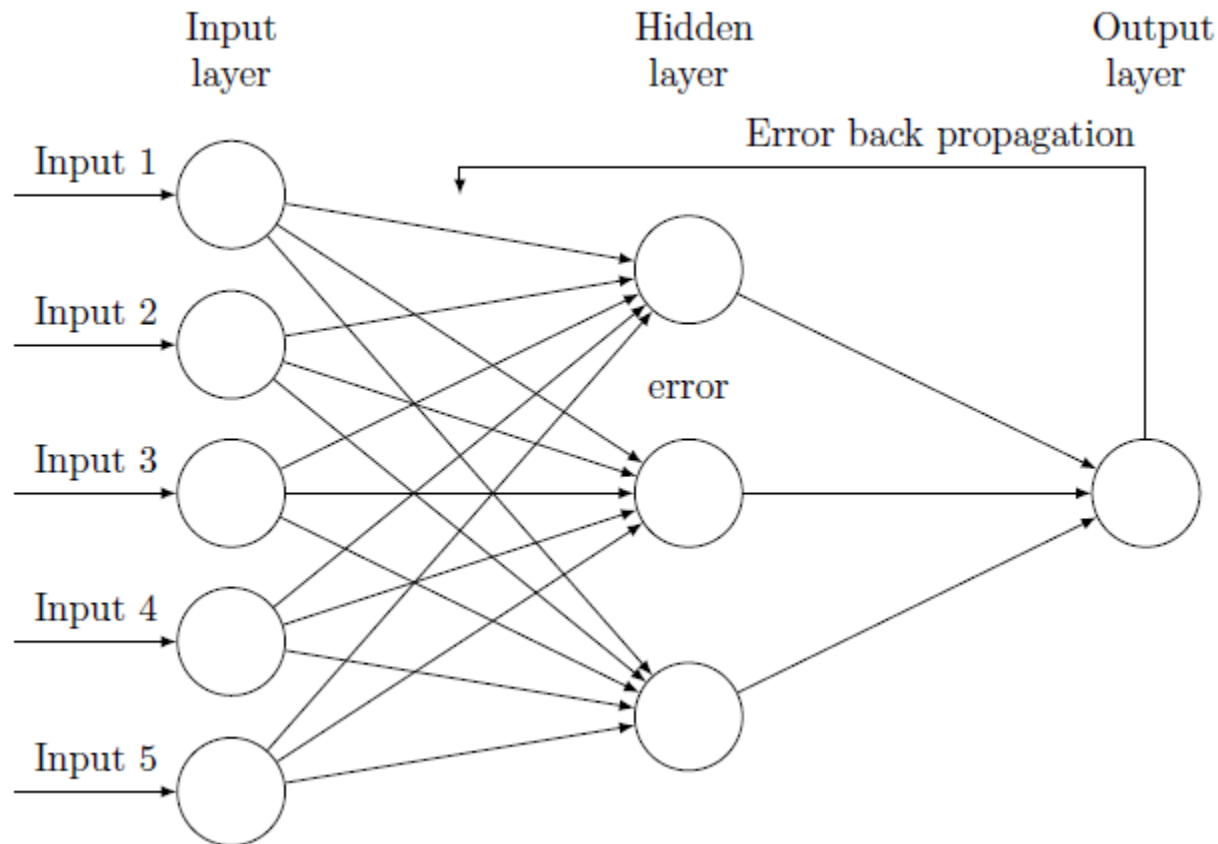 Input
layer
Hidden
layer
Output
layer
Error back propagation
Input 1
Input 2
error
Input 3
Input 4
Input 5